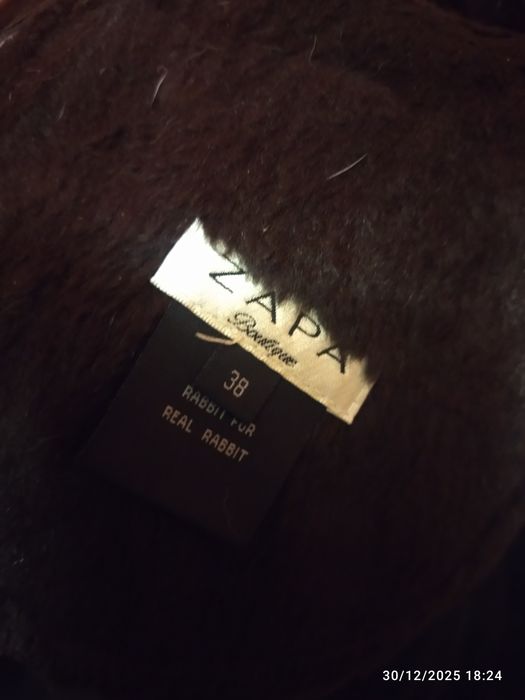 ZAPA
Boutique
38
RABBIT FUR
REAL RABBIT
30/12/2025 18:24